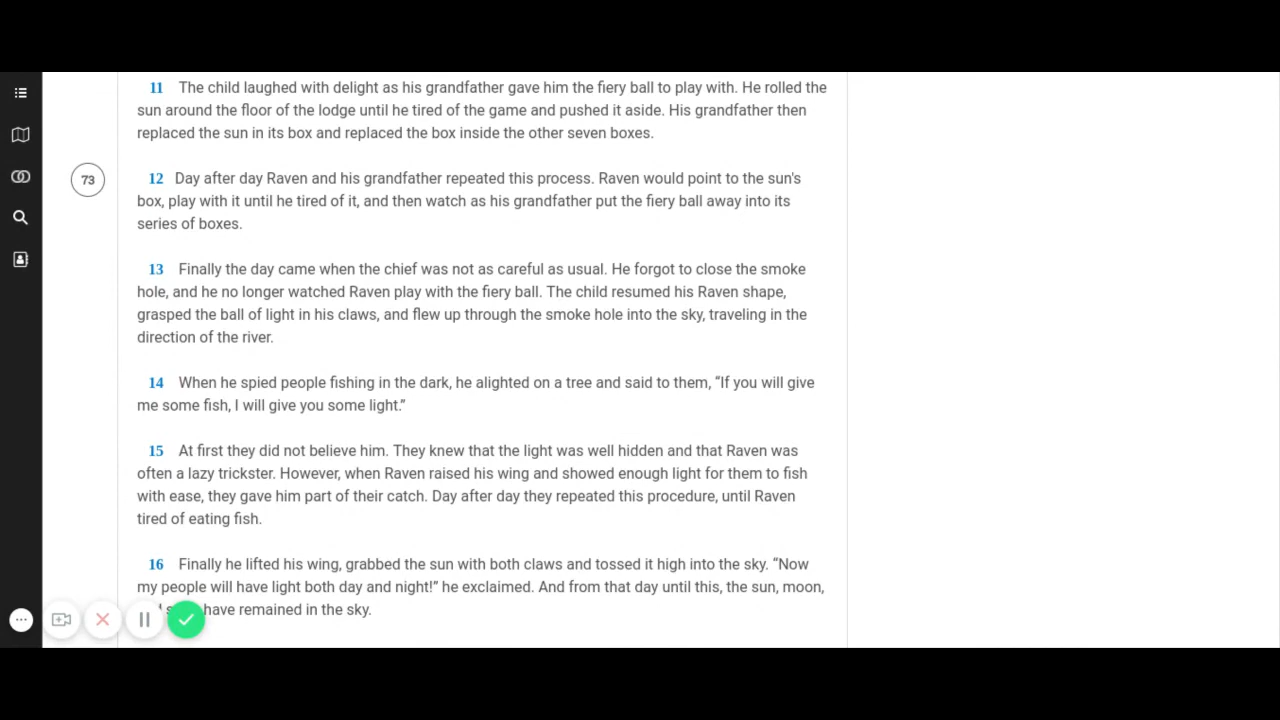 11 The child laughed with delight as his grandfather gave him the fiery ball to play with. He rolled the
sun around the floor of the lodge until he tired of the game and pushed it aside. His grandfather then
replaced the sun in its box and replaced the box inside the other seven boxes.
73
12 Day after day Raven and his grandfather repeated this process. Raven would point to the sun's
box, play with it until he tired of it, and then watch as his grandfather put the fiery ball away into its
series of boxes.
13 Finally the day came when the chief was not as careful as usual. He forgot to close the smoke
hole, and he no longer watched Raven play with the fiery ball. The child resumed his Raven shape,
grasped the ball of light in his claws, and flew up through the smoke hole into the sky, traveling in the
direction of the river.
14 When he spied people fishing in the dark, he alighted on a tree and said to them, “If you will give
me some fish, I will give you some light.”
15 At first they did not believe him. They knew that the light was well hidden and that Raven was
often a lazy trickster. However, when Raven raised his wing and showed enough light for them to fish
with ease, they gave him part of their catch. Day after day they repeated this procedure, until Raven
tired of eating fish.
16 Finally he lifted his wing, grabbed the sun with both claws and tossed it high into the sky. “Now
my people will have light both day and night!” he exclaimed. And from that day until this, the sun, moon,
have remained in the sky.